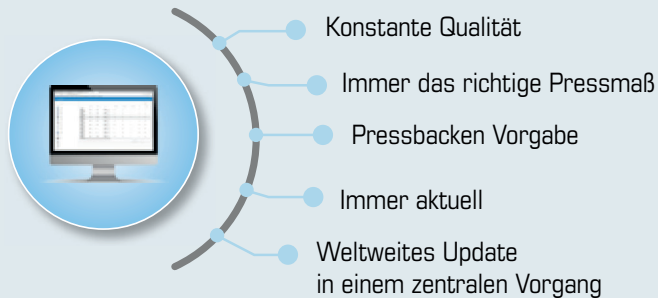 Konstante Qualität
Immer das richtige Pressmaß
Pressbacken Vorgabe
Immer aktuell
Weltweites Update
in einem zentralen Vorgang